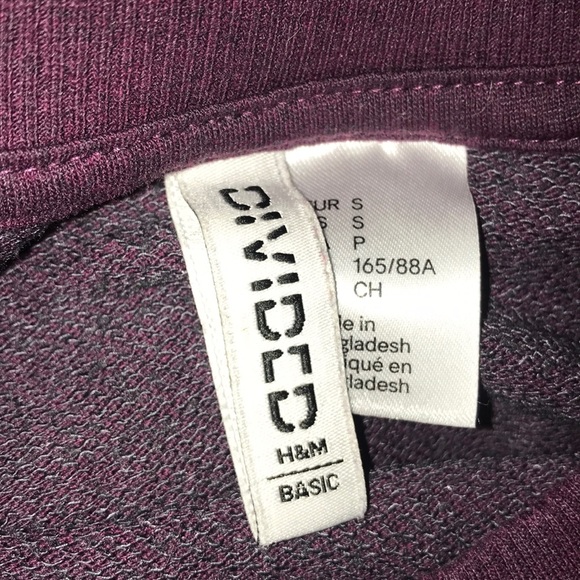 DIVIDED
H&M
BASIC
UR S
S S
P
165/88A
CH
le in
gladesh
iqué en
gladesh